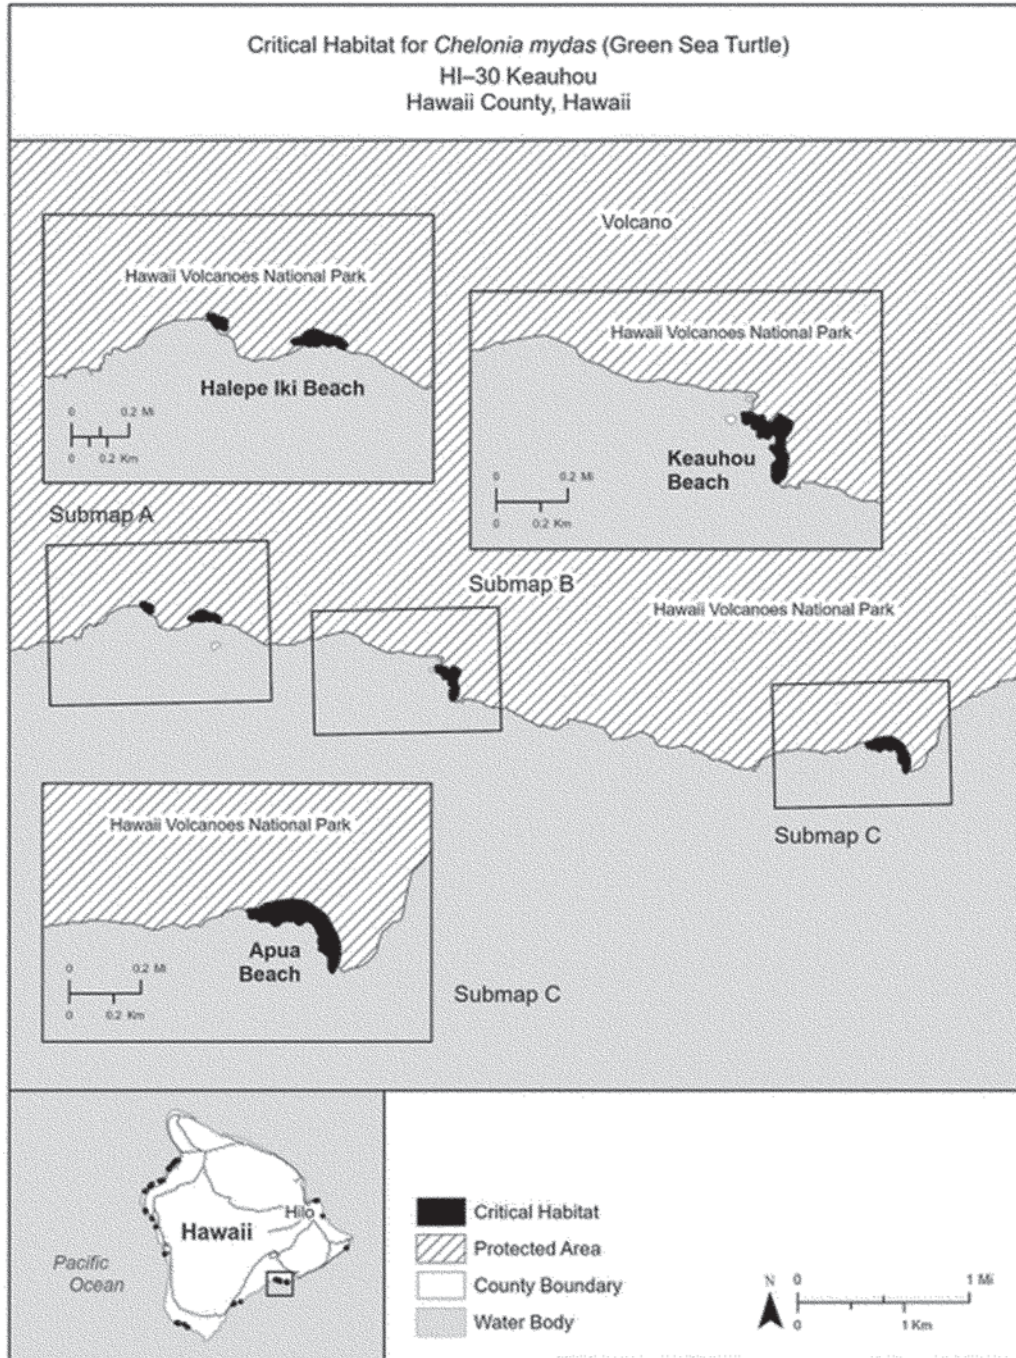 Critical Habitat for Chelonia mydas (Green Sea Turtle)
HI–30 Keauhou
Hawaii County, Hawaii
Volcano
Hawaii Volcanoes National Park
Halepe Iki Beach
0 0.2 Mi
0 0.2 Km
Submap A
Hawaii Volcanoes National Park
Keauhou
Beach
0 0.2 Mi
0 0.2 Km
Submap B
Hawaii Volcanoes National Park
Submap C
Hawaii Volcanoes National Park
Apua
Beach
0 0.2 Mi
0 0.2 Km
Submap C
Hilo
Hawaii
Pacific
Ocean
Critical Habitat
Protected Area
County Boundary
Water Body
N
0 1 Mi
0 1 Km